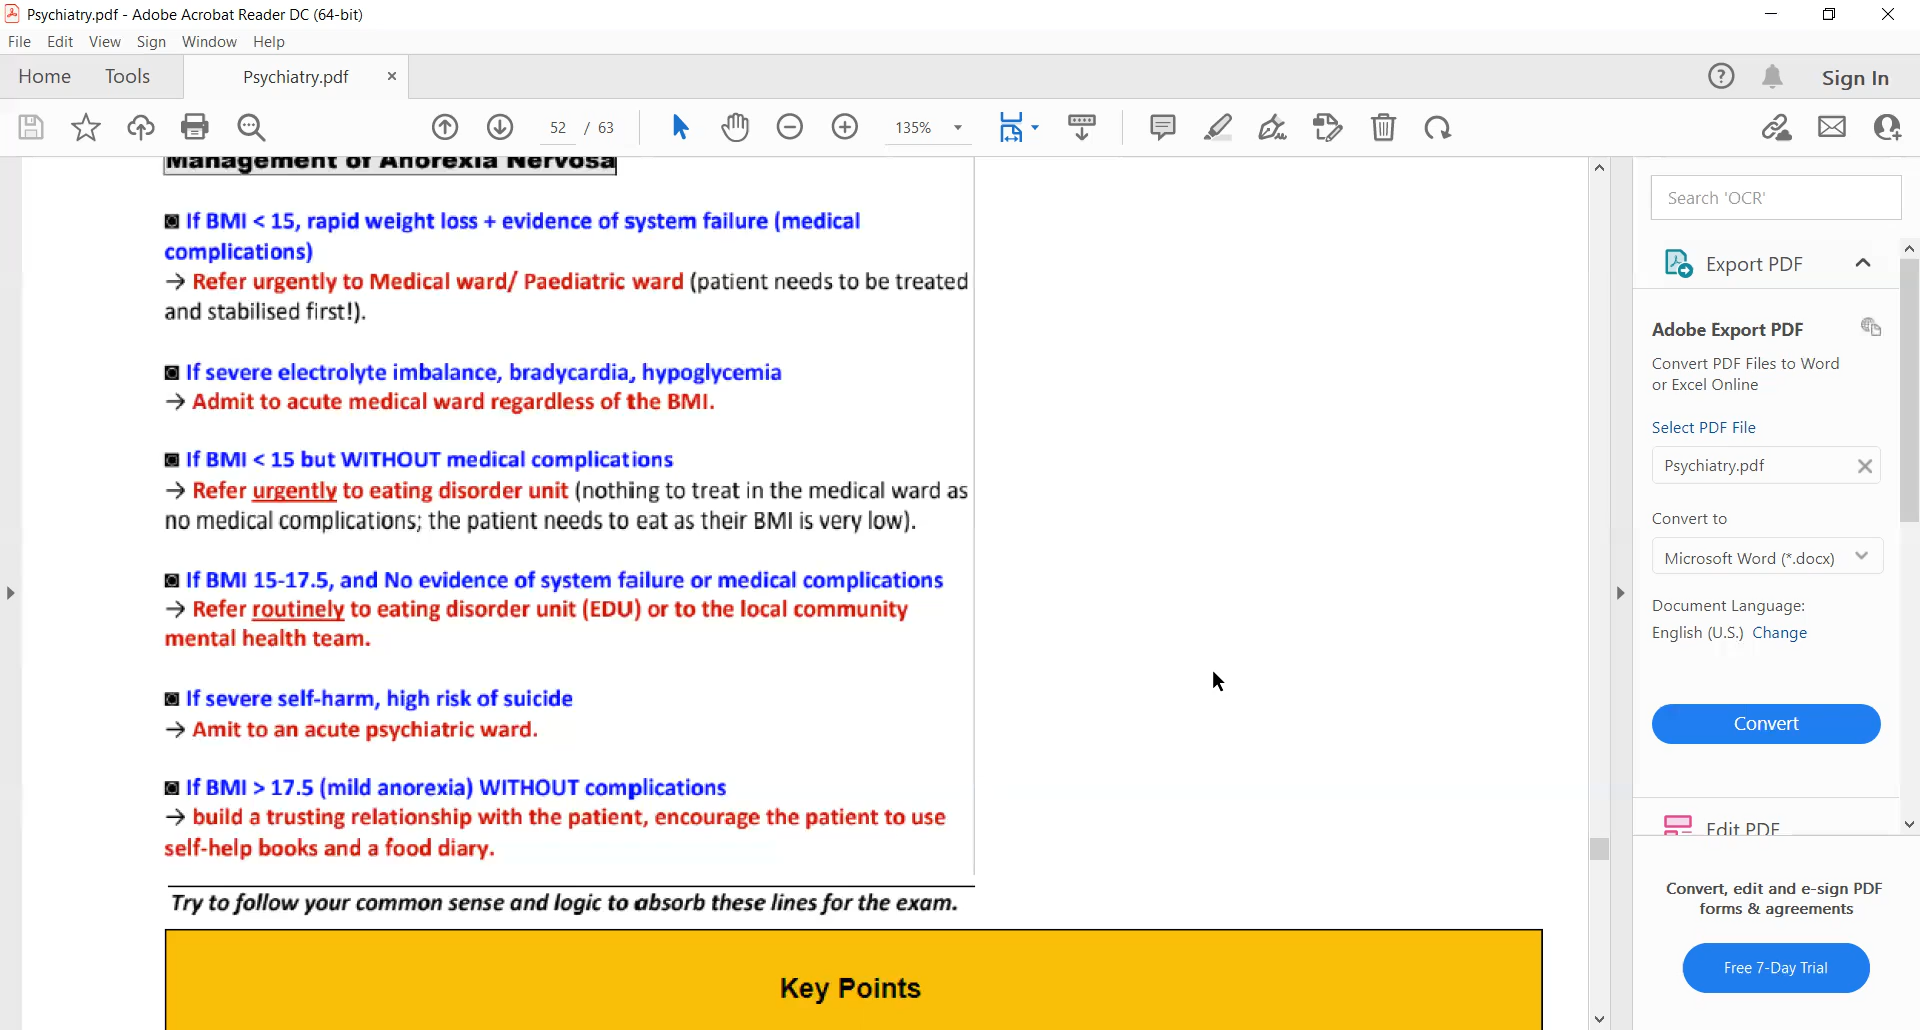 Psychiatry.pdf - Adobe Acrobat Reader DC (64-bit)
File Edit View Sign Window Help
Home Tools Psychiatry.pdf Sign In
52 / 63 135%
Management of Anorexia Nervosa
If BMI < 15, rapid weight loss + evidence of system failure (medical
complications)
→ Refer urgently to Medical ward/ Paediatric ward (patient needs to be treated
and stabilised first!).
If severe electrolyte imbalance, bradycardia, hypoglycemia
→ Admit to acute medical ward regardless of the BMI.
If BMI < 15 but WITHOUT medical complications
→ Refer urgently to eating disorder unit (nothing to treat in the medical ward as
no medical complications; the patient needs to eat as their BMI is very low).
If BMI 15-17.5, and No evidence of system failure or medical complications
→ Refer routinely to eating disorder unit (EDU) or to the local community
mental health team.
If severe self-harm, high risk of suicide
→ Amit to an acute psychiatric ward.
If BMI > 17.5 (mild anorexia) WITHOUT complications
→ build a trusting relationship with the patient, encourage the patient to use
self-help books and a food diary.
Try to follow your common sense and logic to absorb these lines for the exam.
Key Points
Search 'OCR'
Export PDF
Adobe Export PDF
Convert PDF Files to Word
or Excel Online
Select PDF File
Psychiatry.pdf
Convert to
Microsoft Word (*.docx)
Document Language:
English (U.S.) Change
Convert
Edit PDF
Convert, edit and e-sign PDF
forms & agreements
Free 7-Day Trial